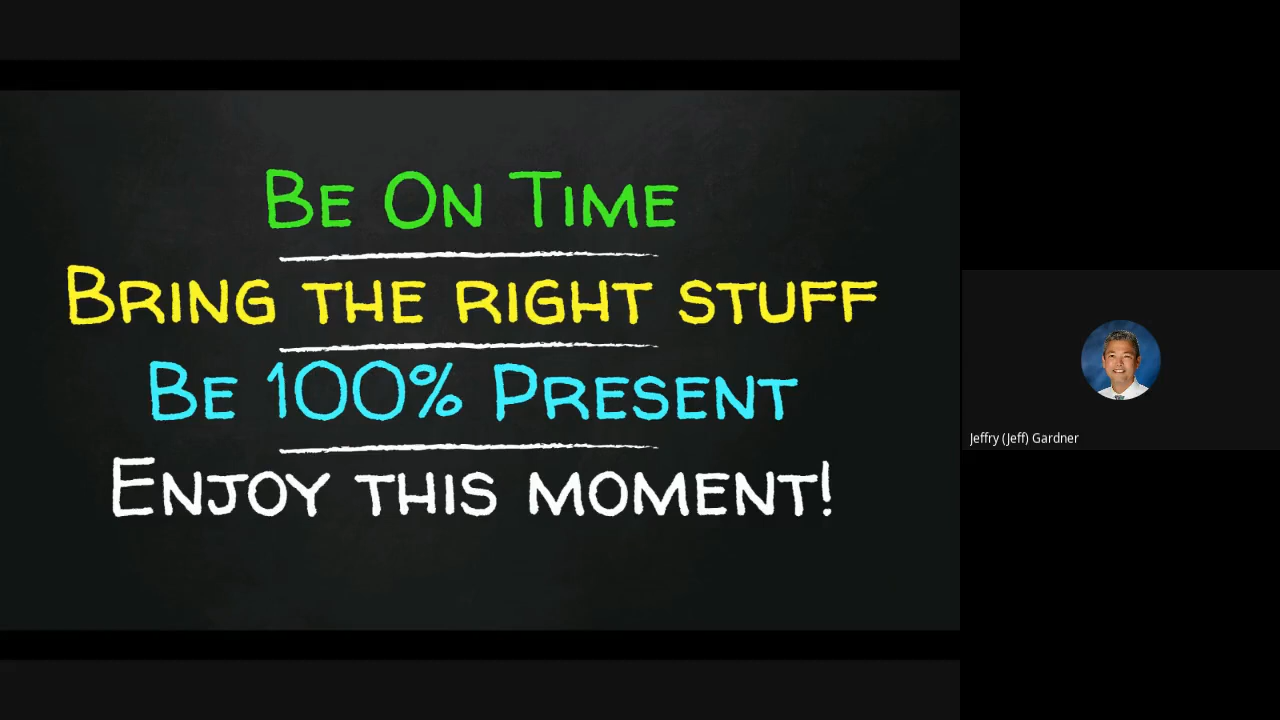 Be On Time
Bring the right stuff
Be 100% Present
Enjoy this moment!
Jeffry (Jeff) Gardner